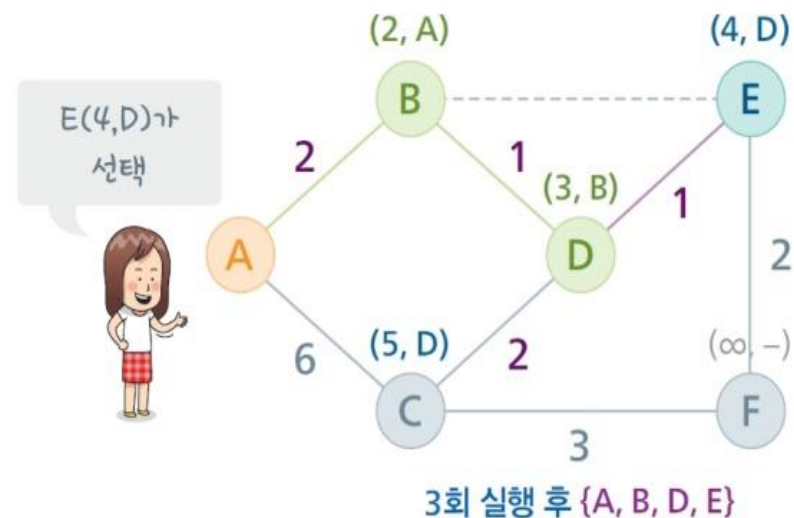 (2, A)
(4, D)
E(4,D)가
선택
B
E
2
1
(3, B)
1
A
D
2
6
(5, D)
2
(∞, -)
C
F
3
3회 실행 후 {A, B, D, E}